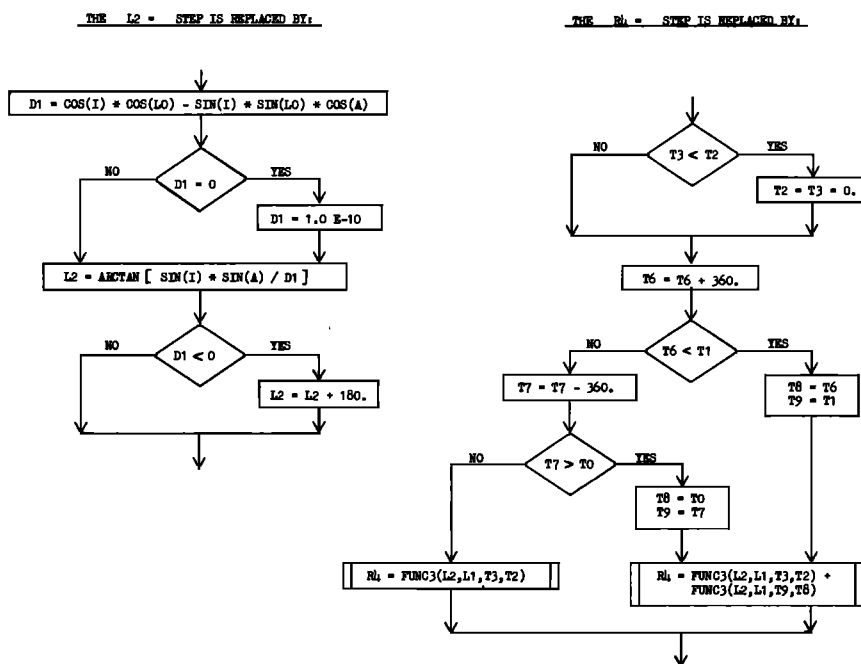 THE L2 = STEP IS REPLACED BY:
D1 = COS(I) * COS(LO) - SIN(I) * SIN(LO) * COS(A)
NO
YES
D1 = 0
D1 = 1.0 E-10
L2 = ARCTAN [ SIN(I) * SIN(A) / D1 ]
NO
YES
D1 < 0
L2 = L2 + 180.
THE R4 = STEP IS REPLACED BY:
NO
YES
T3 < T2
T2 = T3 = 0.
T6 = T6 + 360.
NO
YES
T6 < T1
T7 = T7 - 360.
T8 = T6
T9 = T1
NO
YES
T7 > TO
T8 = TO
T9 = T7
R4 = FUNC3(L2,L1,T3,T2)
R4 = FUNC3(L2,L1,T3,T2) +
FUNC3(L2,L1,T9,T8)